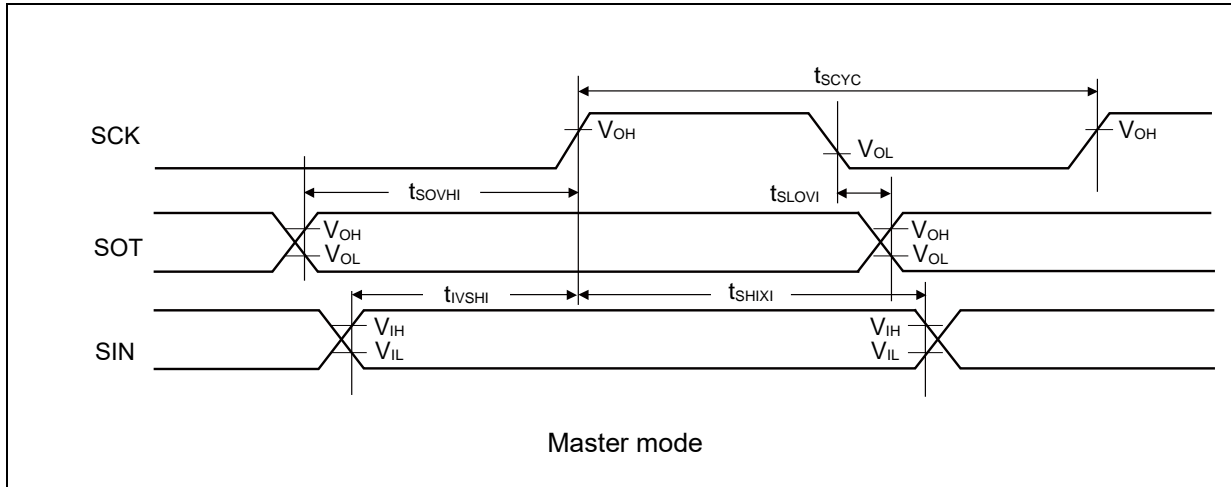 tSCYC
SCK VOH VOL VOH
tSOVHI tSLOVI
SOT VOH VOH
VOL VOL
tIVSHI tSHIXI
SIN VIH VIH
VIL VIL
Master mode